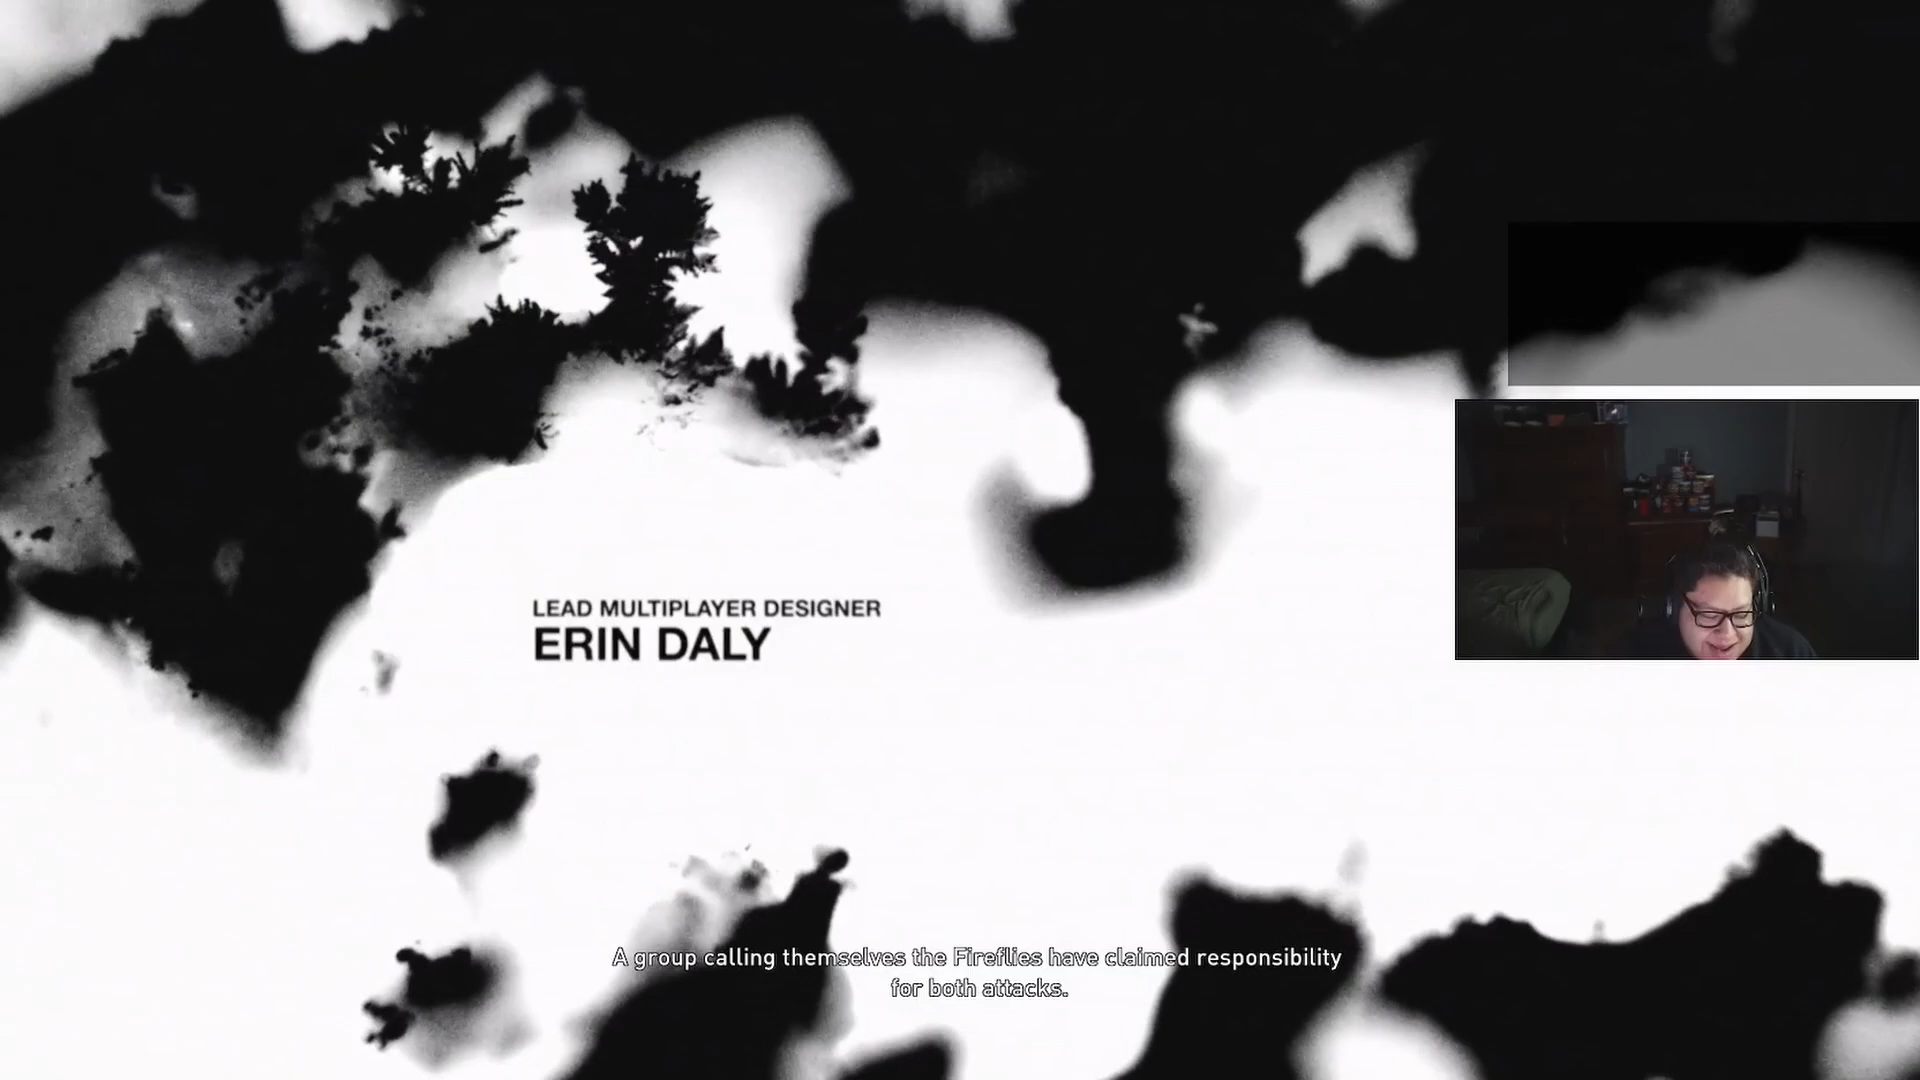 LEAD MULTIPLAYER DESIGNER
ERIN DALY
A group calling themselves the Fireflies have claimed responsibility
for both attacks.